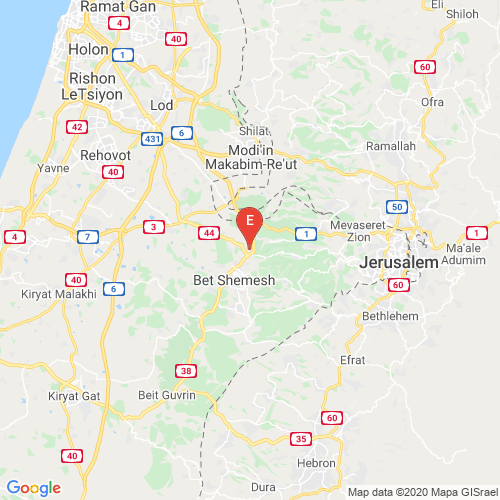 Ramat Gan
Eli
Shiloh
4
Holon
40
1
60
Rishon
LeTsiyon
Lod
Ofra
42
431
6
Shilat
Modi'in
Makabim-Re'ut
Ramallah
Rehovot
Yavne
40
50
3
Mevaseret
Zion
4
7
44
E
1
1
Ma'ale
Adumim
Jerusalem
40
Bet Shemesh
60
Kiryat Malakhi
6
Bethlehem
Efrat
38
Kiryat Gat
Beit Guvrin
60
35
40
Hebron
Dura
Google
Map data ©2020 Mapa GISrael